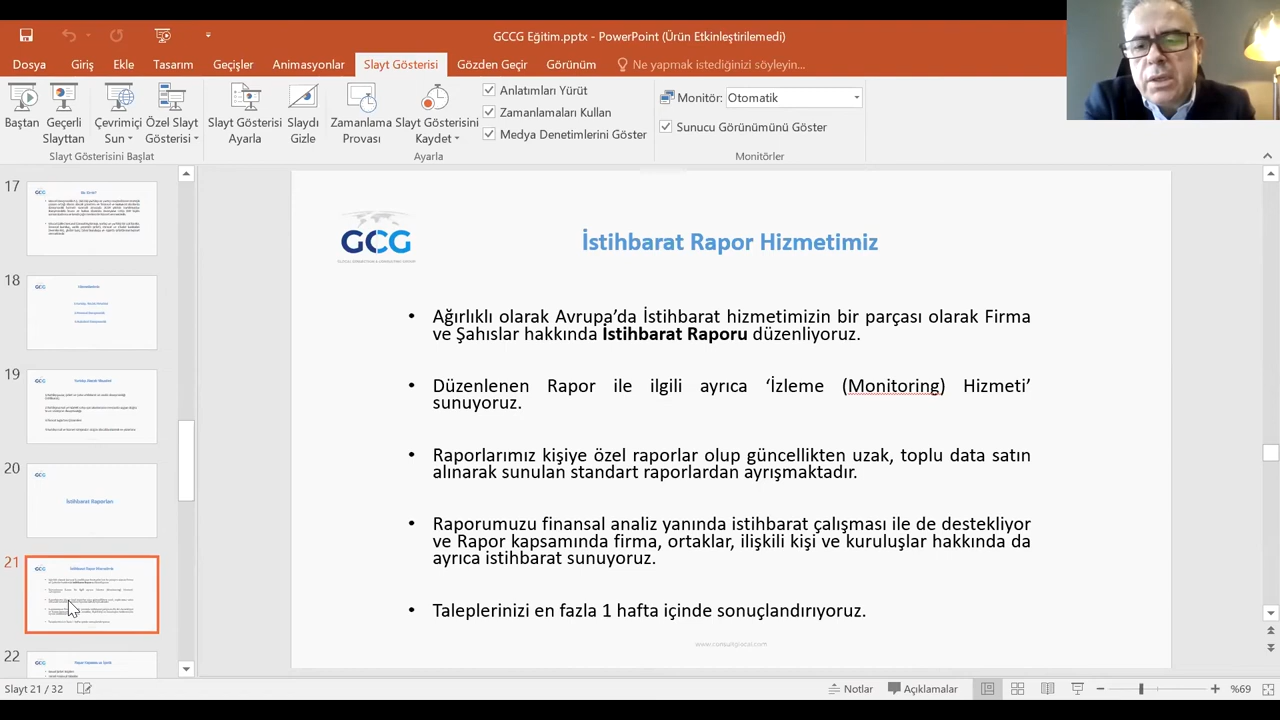 GCCG Eğitim.pptx - PowerPoint (Ürün Etkinleştirilemedi)
Dosya Giriş Ekle Tasarım Geçişler Animasyonlar Slayt Gösterisi Gözden Geçir Görünüm Ne yapmak istediğinizi söyleyin...
Baştan
Geçerli Slayttan
Çevrimiçi Sun
Özel Slayt Gösterisi
Slayt Gösterisi Ayarla
Slaydı Gizle
Zamanlama Provası
Slayt Gösterisini Kaydet
Anlatımları Yürüt
Zamanlamaları Kullan
Medya Denetimlerini Göster
Monitör: Otomatik
Sunucu Görünümünü Göster
Slayt Gösterisini Başlat
Ayarla
Monitörler
17
18
19
20
İstihbarat Raporları
21
İstihbarat Rapor Hizmetimiz
22
GCG
İstihbarat Rapor Hizmetimiz
• Ağırlıklı olarak Avrupa’da İstihbarat hizmetimizin bir parçası olarak Firma
ve Şahıslar hakkında İstihbarat Raporu düzenliyoruz.
• Düzenlenen Rapor ile ilgili ayrıca ‘İzleme (Monitoring) Hizmeti’
sunuyoruz.
• Raporlarımız kişiye özel raporlar olup güncellikten uzak, toplu data satın
alınarak sunulan standart raporlardan ayrışmaktadır.
• Raporumuzu finansal analiz yanında istihbarat çalışması ile de destekliyor
ve Rapor kapsamında firma, ortaklar, ilişkili kişi ve kuruluşlar hakkında da
ayrıca istihbarat sunuyoruz.
• Taleplerinizi en fazla 1 hafta içinde sonuçlandırıyoruz.
www.consultglocal.com
Slayt 21 / 32
Notlar
Açıklamalar
%69